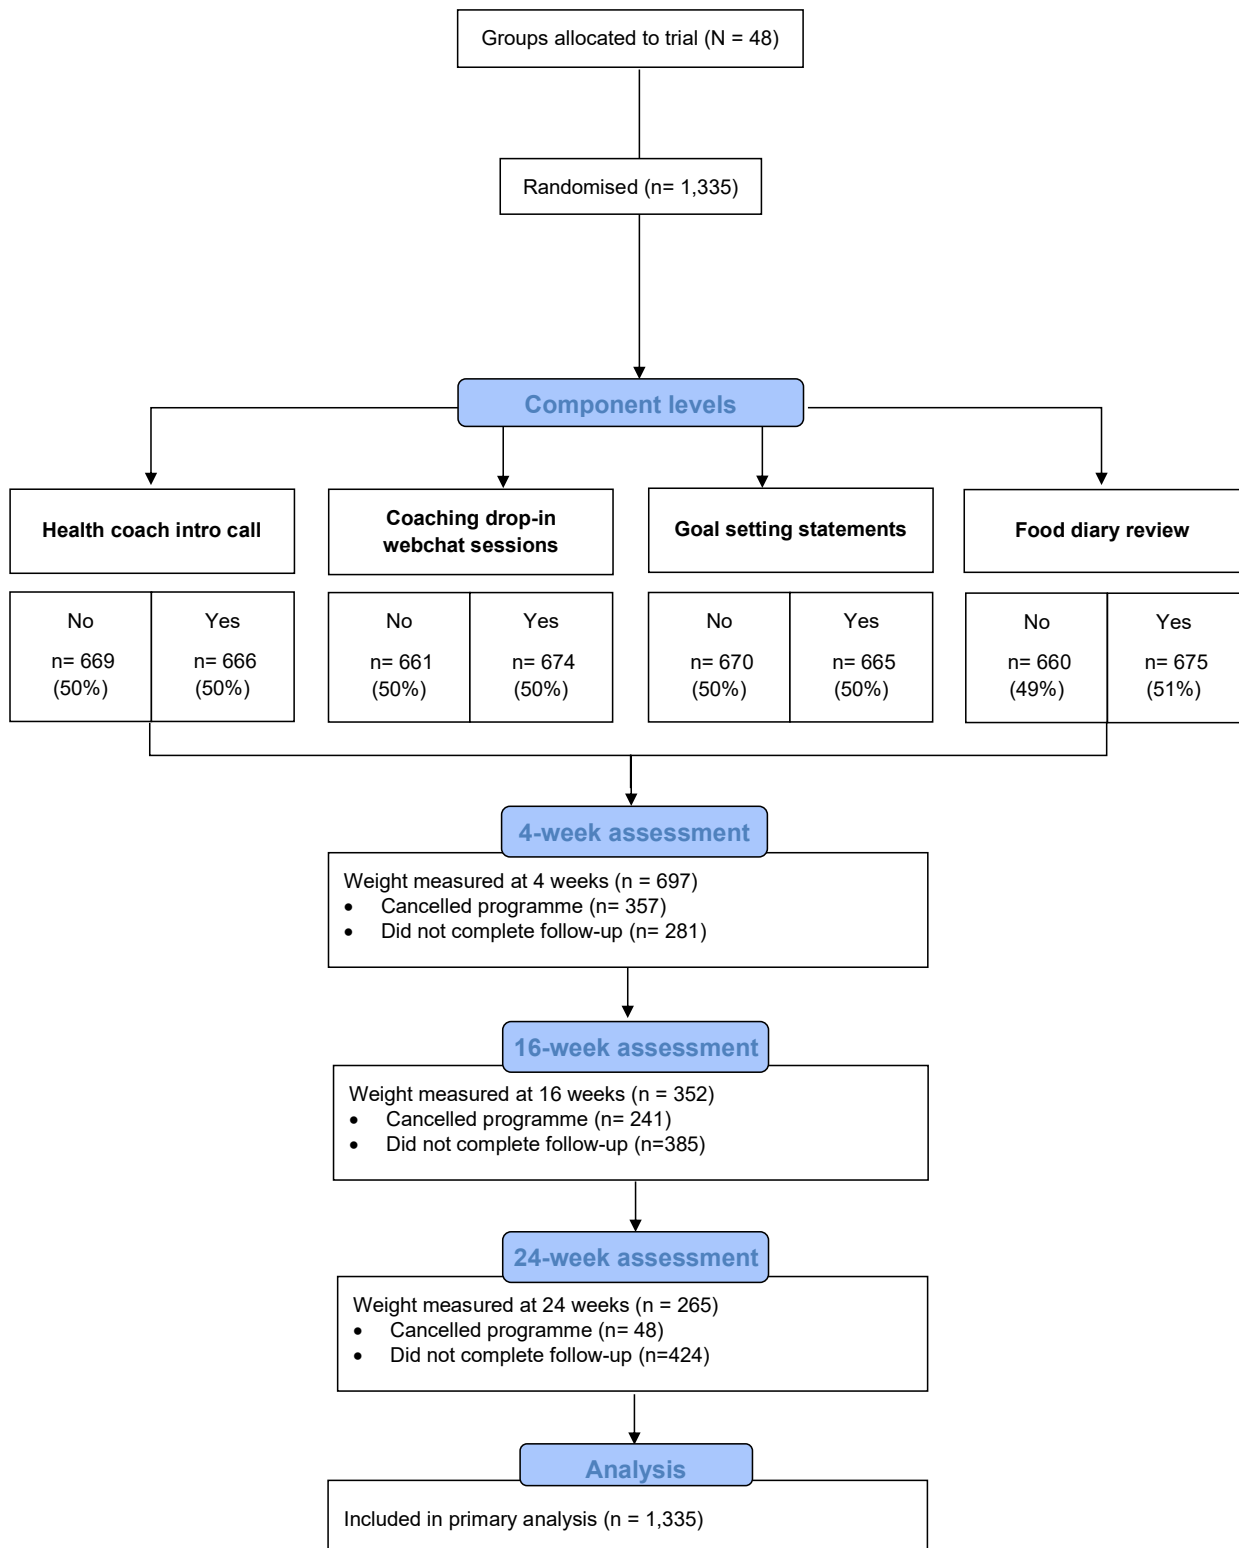 Groups allocated to trial (N = 48)
Randomised (n= 1,335)
Component levels
Health coach intro call
Coaching drop-in
webchat sessions
Goal setting statements
Food diary review
No
n= 669
(50%)
Yes
n= 666
(50%)
No
n= 661
(50%)
Yes
n= 674
(50%)
No
n= 670
(50%)
Yes
n= 665
(50%)
No
n= 660
(49%)
Yes
n= 675
(51%)
4-week assessment
Weight measured at 4 weeks (n = 697)
• Cancelled programme (n= 357)
• Did not complete follow-up (n= 281)
16-week assessment
Weight measured at 16 weeks (n = 352)
• Cancelled programme (n= 241)
• Did not complete follow-up (n=385)
24-week assessment
Weight measured at 24 weeks (n = 265)
• Cancelled programme (n= 48)
• Did not complete follow-up (n=424)
Analysis
Included in primary analysis (n = 1,335)